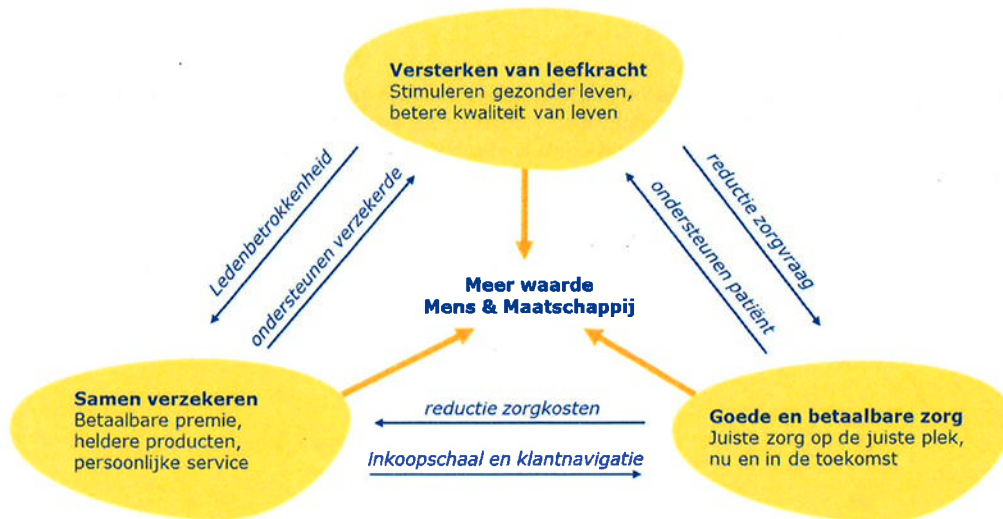 Versterken van leefkracht
Stimuleren gezonder leven,
betere kwaliteit van leven
Ledenbetrokkenheid
ondersteunen verzekerde
reductie zorgvraag
ondersteunen patiënt
Meer waarde
Mens & Maatschappij
Samen verzekeren
Betaalbare premie,
heldere producten,
persoonlijke service
reductie zorgkosten
Inkoopschaal en klantnavigatie
Goede en betaalbare zorg
Juiste zorg op de juiste plek,
nu en in de toekomst